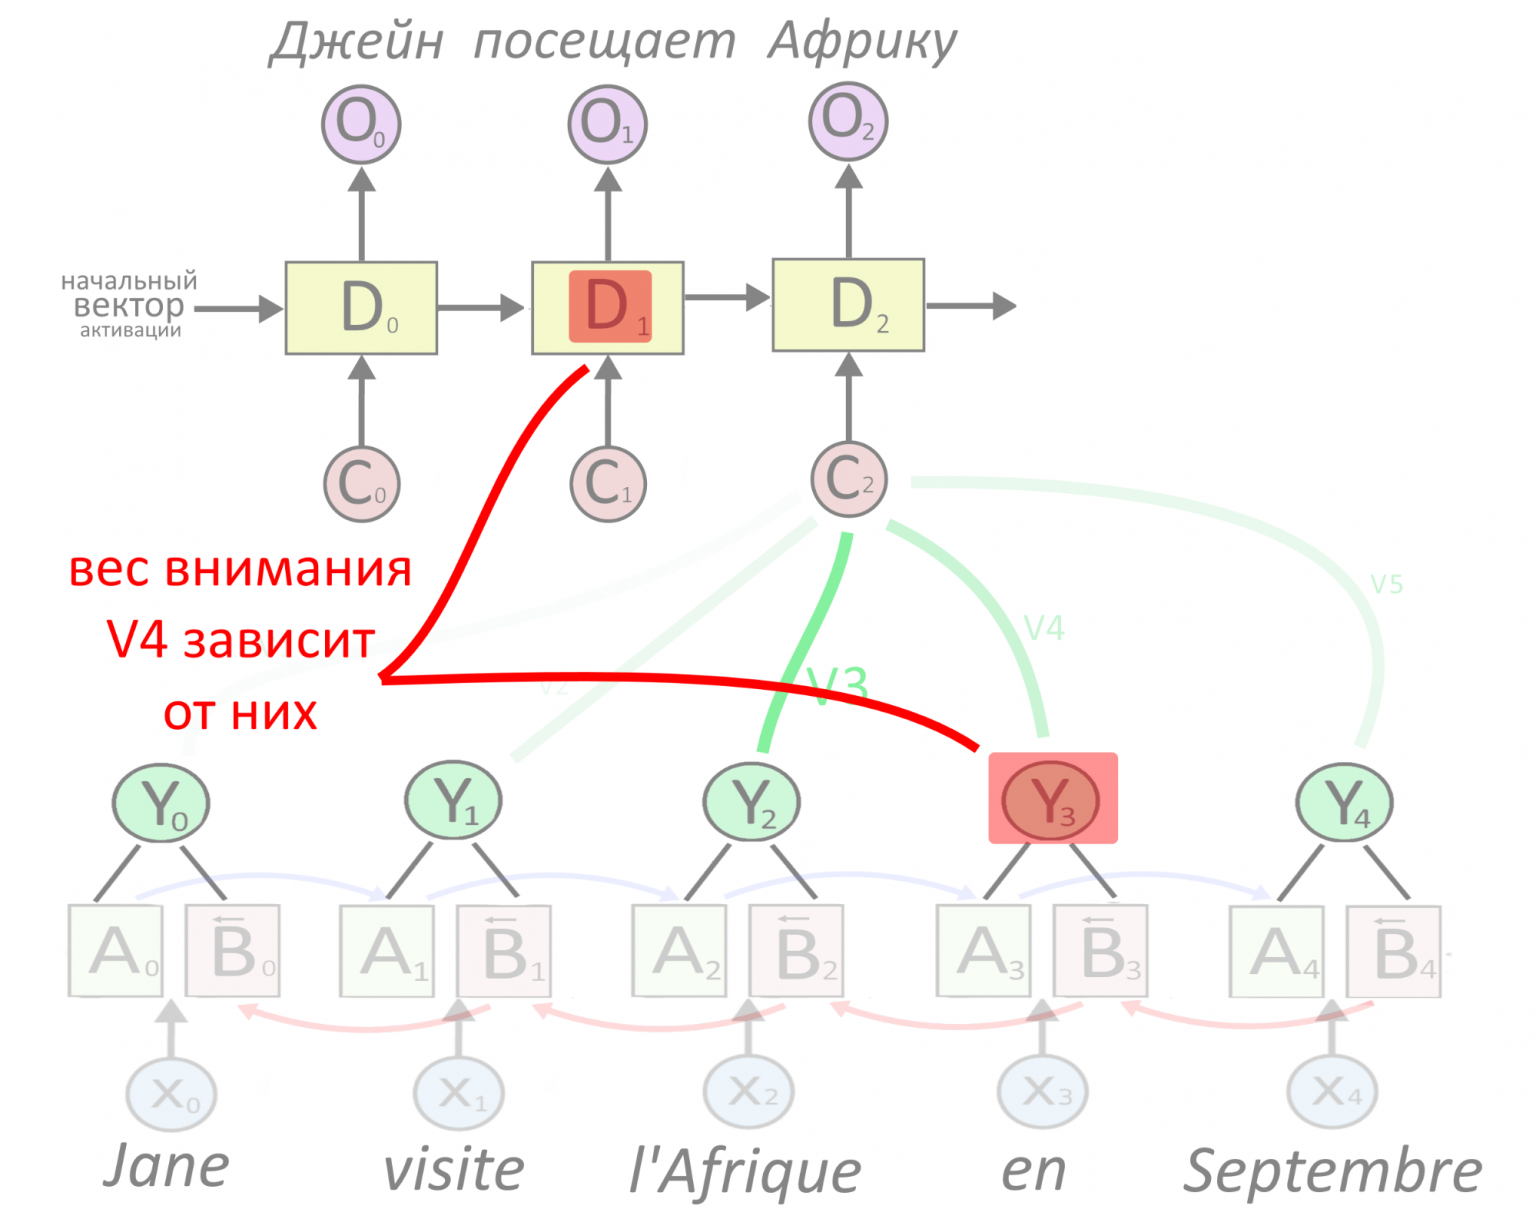 Джейн посещает Африку
O0 O1 O2
начальный
вектор
активации
D0 D1 D2
C0 C1 C2
вес внимания
V4 зависит
от них
V5
V4
V3
V2
Y0 Y1 Y2 Y3 Y4
A0 B0 A1 B1 A2 B2 A3 B3 A4 B4
x0 x1 x2 x3 x4
Jane visite l'Afrique en Septembre